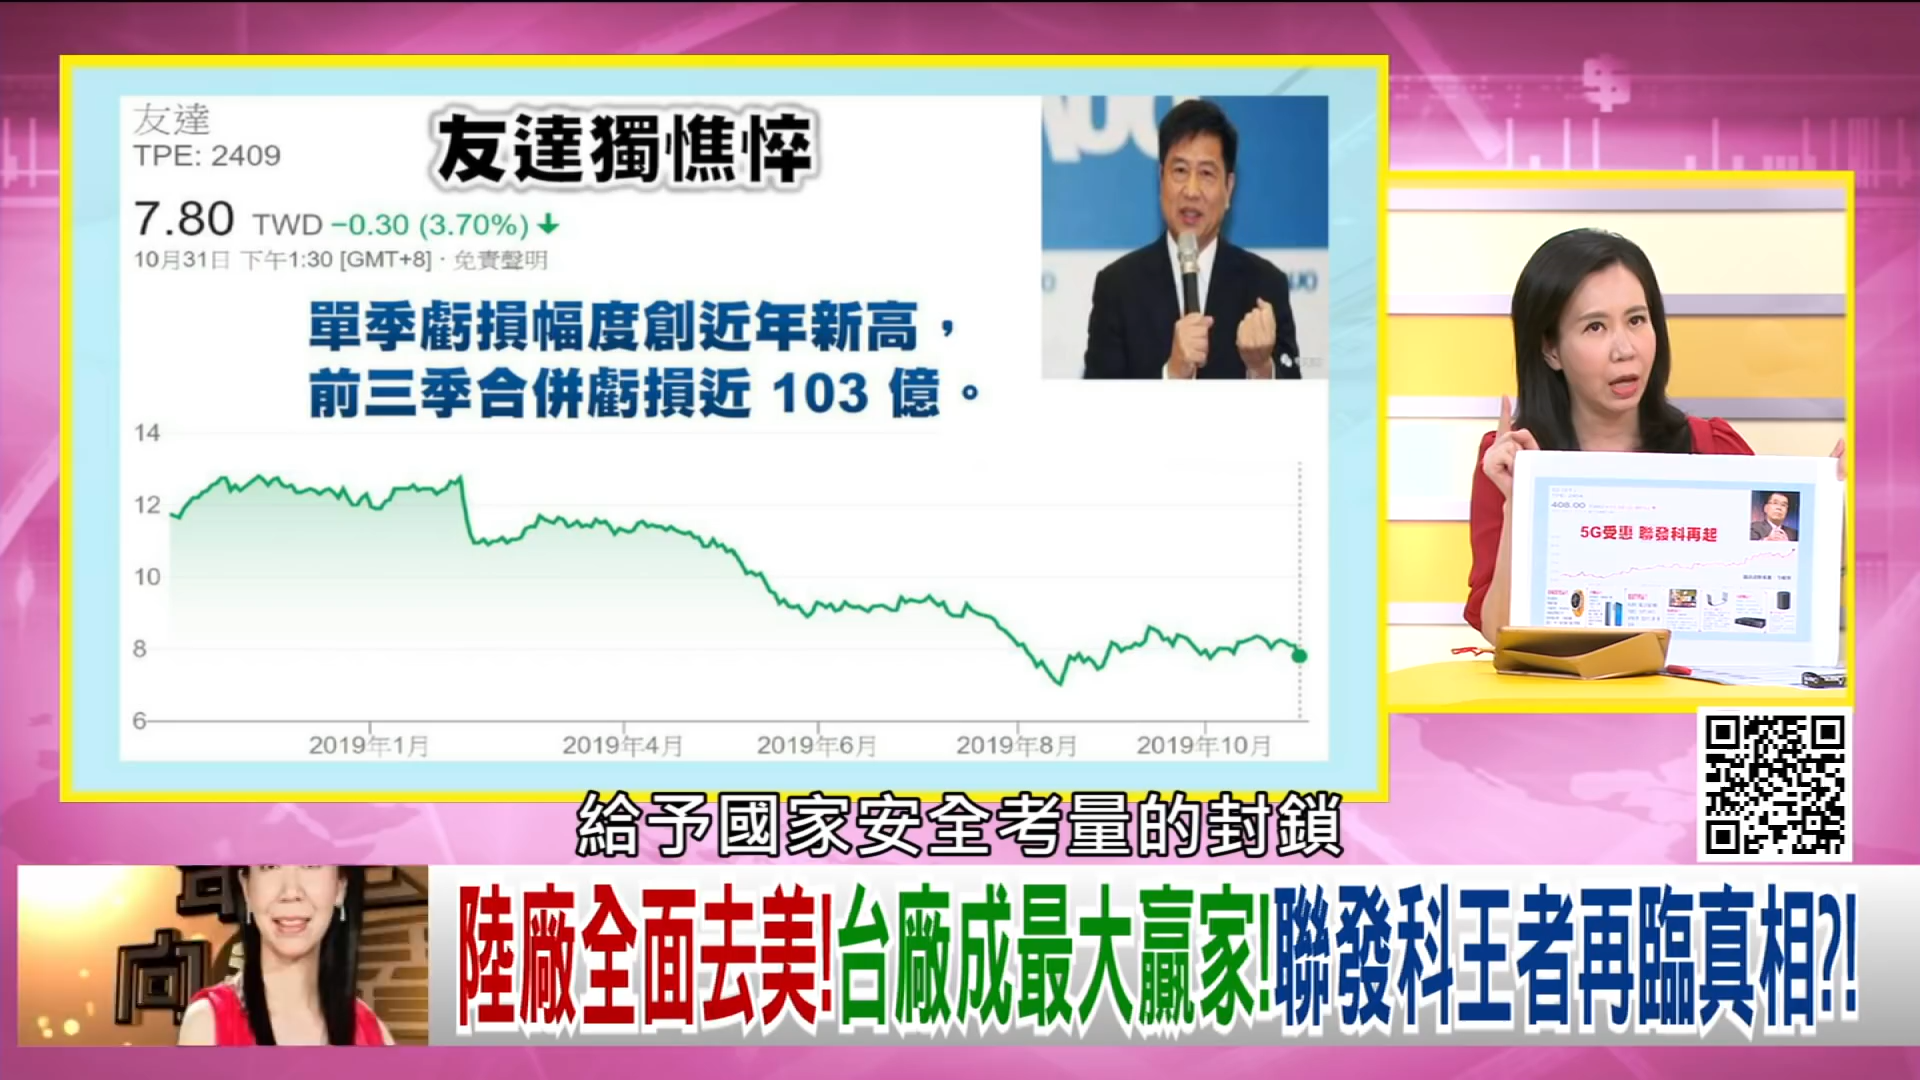 友達
TPE: 2409
友達獨憔悴
7.80 TWD −0.30 (3.70%)
10月31日 下午1:30 [GMT+8] · 免責聲明
單季虧損幅度創近年新高，
前三季合併虧損近 103 億。
14
12
10
8
6
2019年1月
2019年4月
2019年6月
2019年8月
2019年10月
408.00
5G受惠 聯發科再起
給予國家安全考量的封鎖
向
陸廠全面去美!台廠成最大贏家!聯發科王者再臨真相?!